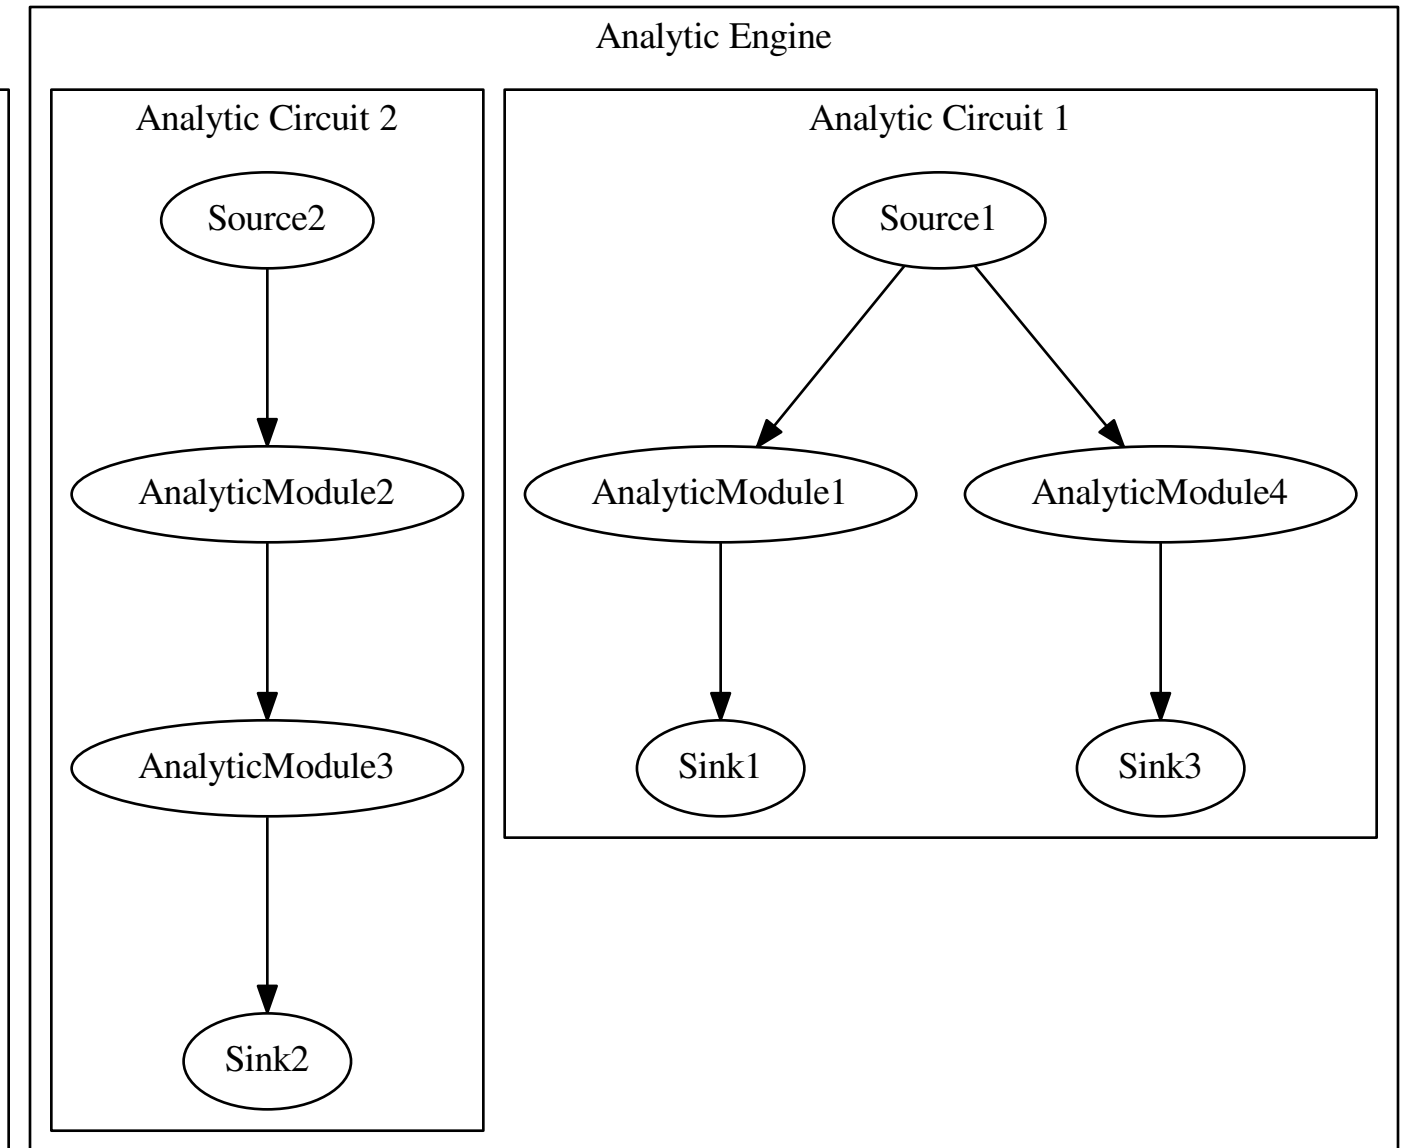 Analytic Engine
Analytic Circuit 2
Source2
AnalyticModule2
AnalyticModule3
Sink2
Analytic Circuit 1
Source1
AnalyticModule1
AnalyticModule4
Sink1
Sink3